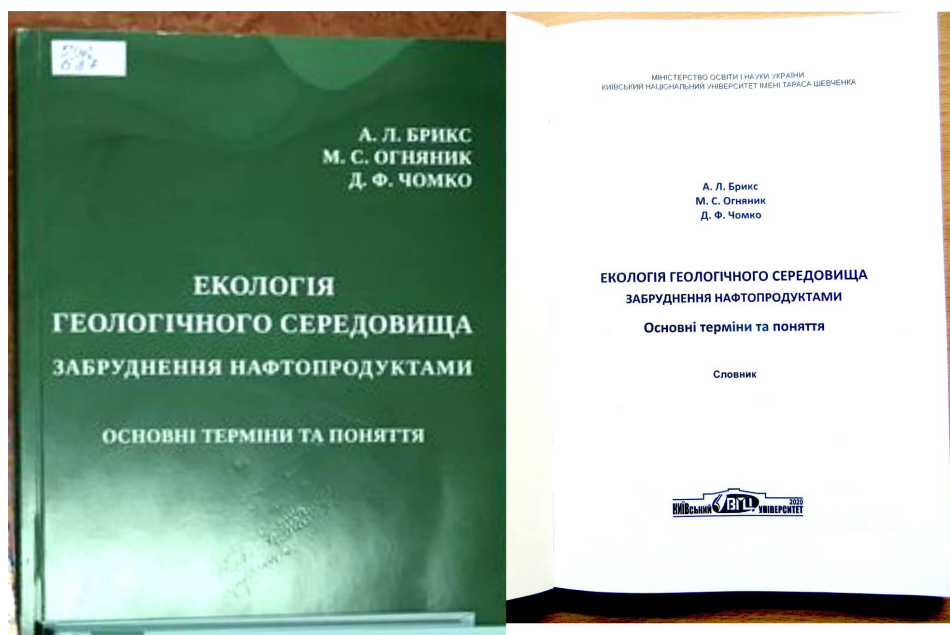 А. Л. БРИКС
М. С. ОГНЯНИК
Д. Ф. ЧОМКО
ЕКОЛОГІЯ
ГЕОЛОГІЧНОГО СЕРЕДОВИЩА
ЗАБРУДНЕННЯ НАФТОПРОДУКТАМИ
ОСНОВНІ ТЕРМІНИ ТА ПОНЯТТЯ
МІНІСТЕРСТВО ОСВІТИ І НАУКИ УКРАЇНИ
КИЇВСЬКИЙ НАЦІОНАЛЬНИЙ УНІВЕРСИТЕТ ІМЕНІ ТАРАСА ШЕВЧЕНКА
А. Л. Брикс
М. С. Огняник
Д. Ф. Чомко
ЕКОЛОГІЯ ГЕОЛОГІЧНОГО СЕРЕДОВИЩА
ЗАБРУДНЕННЯ НАФТОПРОДУКТАМИ
Основні терміни та поняття
Словник
КИЇВСЬКИЙ ВПЦ УНІВЕРСИТЕТ
2020